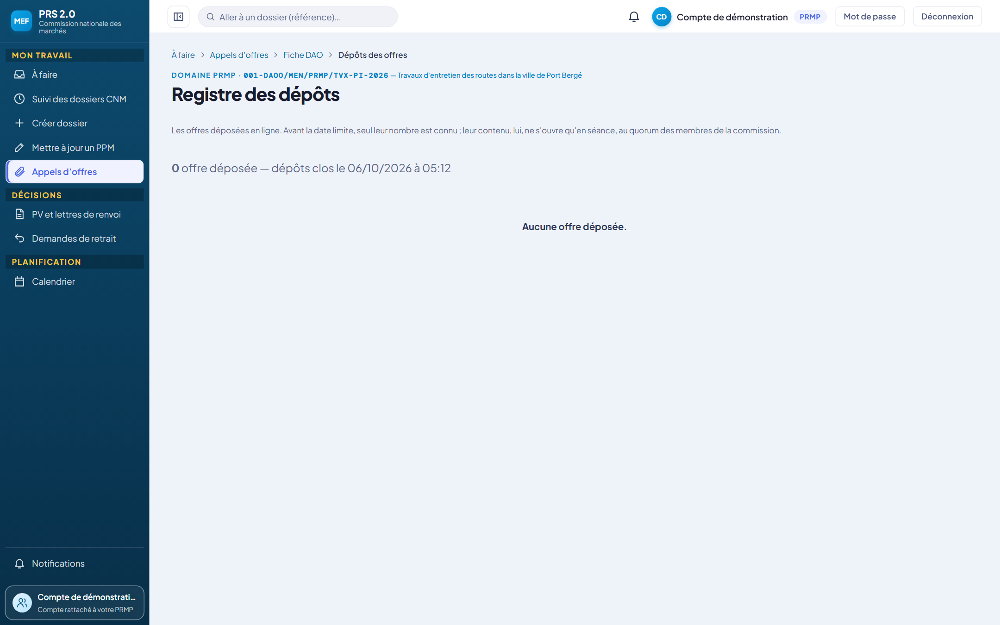 MEF
PRS 2.0
Commission nationale des
marchés
Aller à un dossier (référence)...
CD
Compte de démonstration
PRMP
Mot de passe
Déconnexion
MON TRAVAIL
À faire
Suivi des dossiers CNM
Créer dossier
Mettre à jour un PPM
Appels d’offres
DÉCISIONS
PV et lettres de renvoi
Demandes de retrait
PLANIFICATION
Calendrier
Notifications
Compte de démonstrati...
Compte rattaché à votre PRMP
À faire > Appels d’offres > Fiche DAO > Dépôts des offres
DOMAINE PRMP · 001-DAOO/MEN/PRMP/TVX-PI-2026 — Travaux d'entretien des routes dans la ville de Port Bergé
Registre des dépôts
Les offres déposées en ligne. Avant la date limite, seul leur nombre est connu ; leur contenu, lui, ne s'ouvre qu'en séance, au quorum des membres de la commission.
0 offre déposée — dépôts clos le 06/10/2026 à 05:12
Aucune offre déposée.